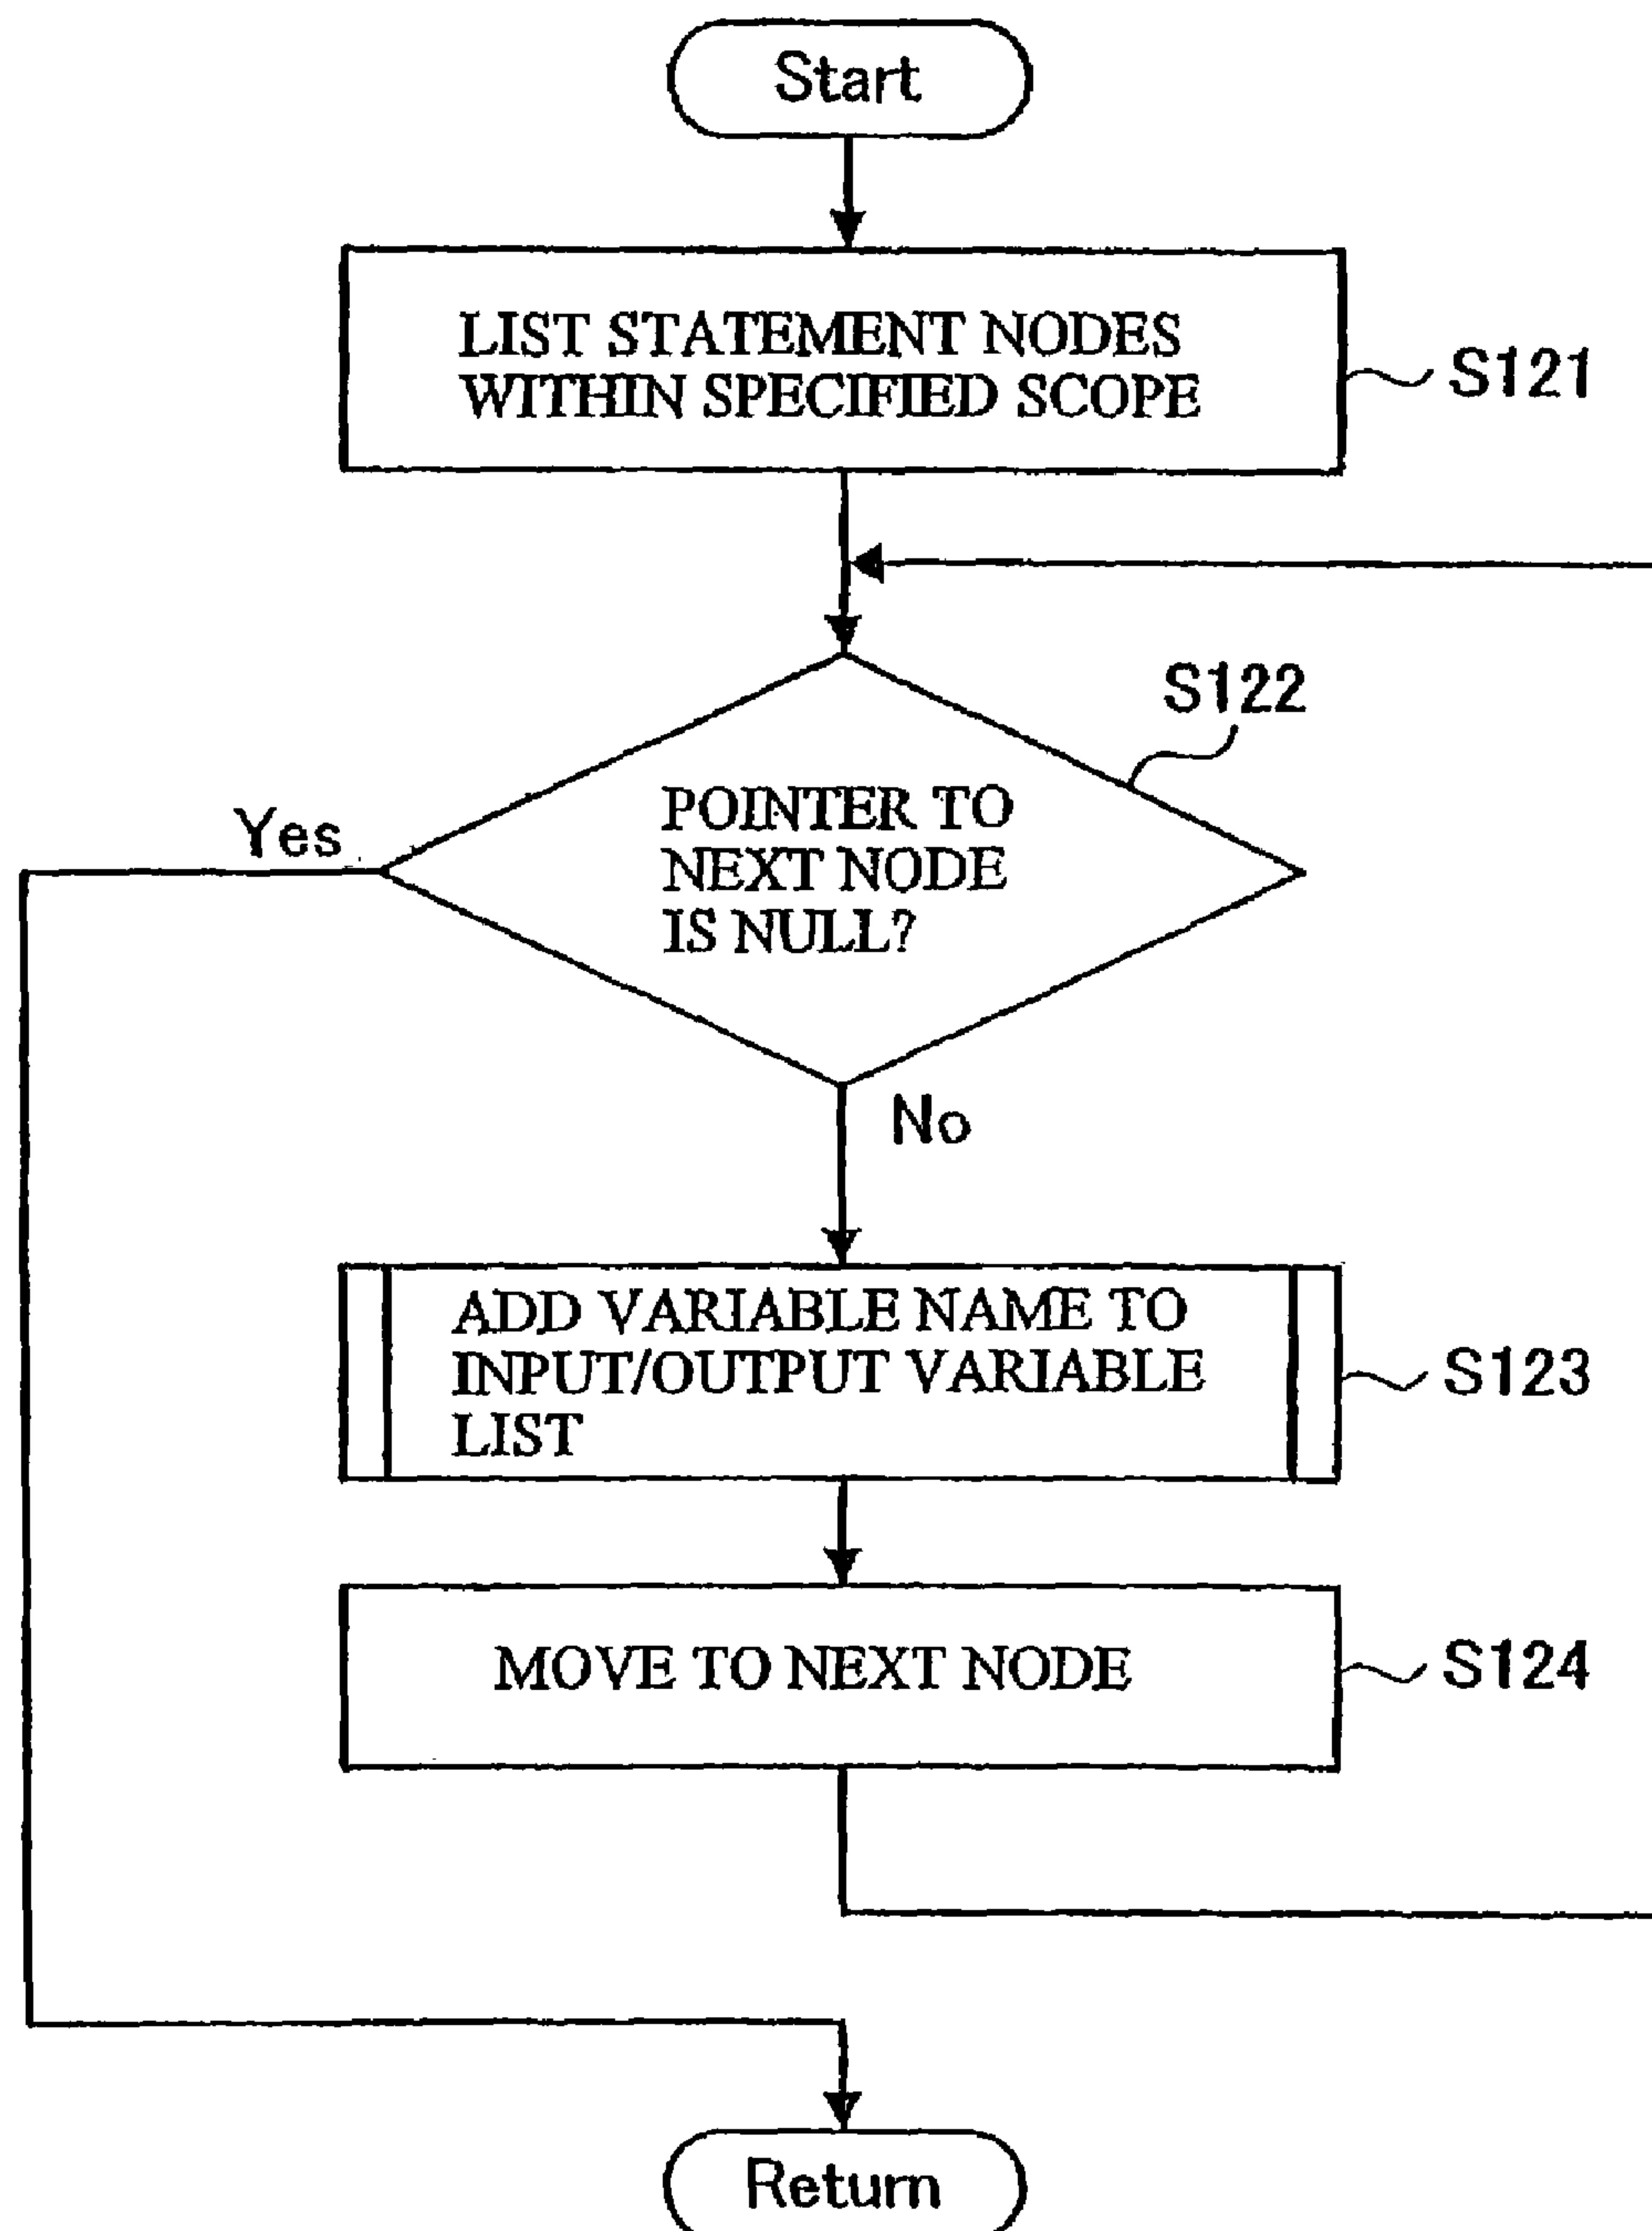 Start
LIST STATEMENT NODES
WITHIN SPECIFIED SCOPE
S121
S122
POINTER TO
NEXT NODE
IS NULL?
Yes
No
ADD VARIABLE NAME TO
INPUT/OUTPUT VARIABLE
LIST
S123
MOVE TO NEXT NODE
S124
Return